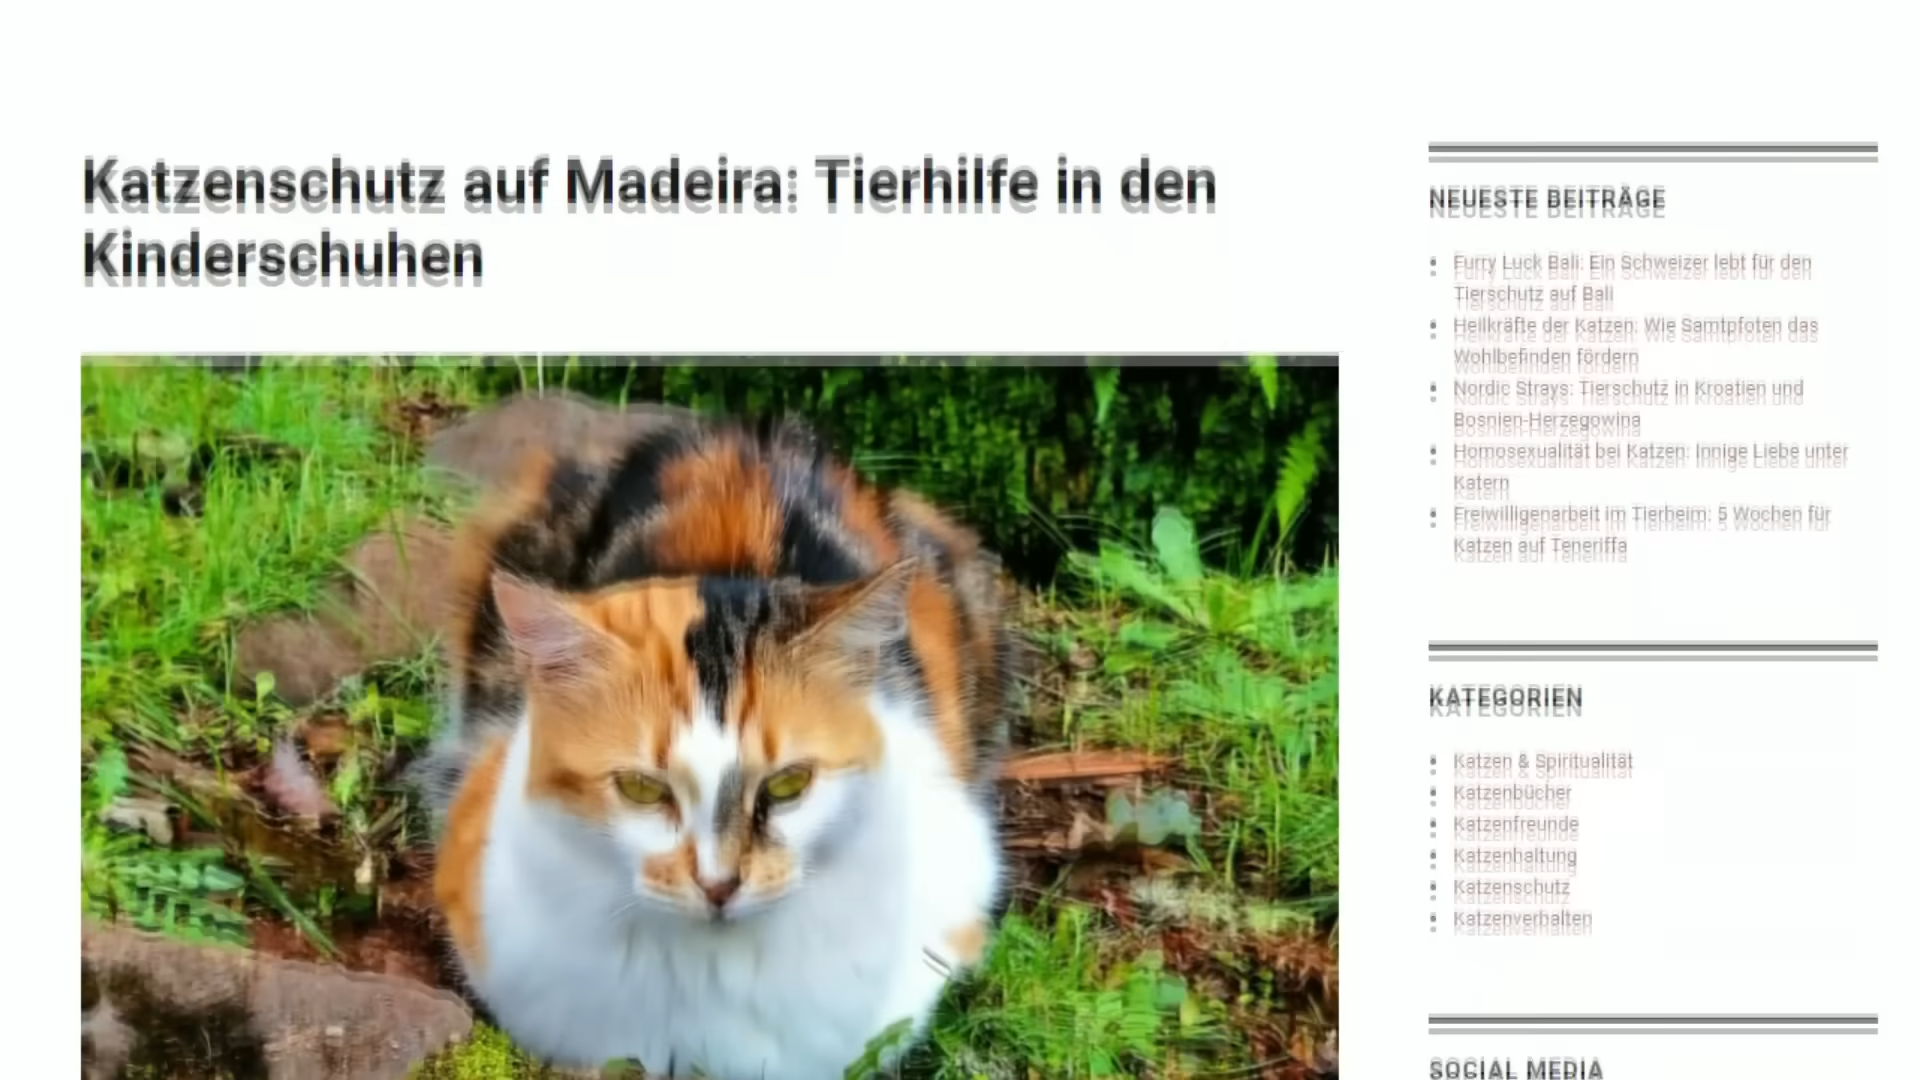 Katzenschutz auf Madeira: Tierhilfe in den
Kinderschuhen
NEUESTE BEITRÄGE
Furry Luck Bali: Ein Schweizer lebt für den
Tierschutz auf Bali
Heilkräfte der Katzen: Wie Samtpfoten das
Wohlbefinden fördern
Nordic Strays: Tierschutz in Kroatien und
Bosnien-Herzegowina
Homosexualität bei Katzen: Innige Liebe unter
Katern
Freiwilligenarbeit im Tierheim: 5 Wochen für
Katzen auf Teneriffa
KATEGORIEN
Katzen & Spiritualität
Katzenbücher
Katzenfreunde
Katzenhaltung
Katzenschutz
Katzenverhalten
SOCIAL MEDIA